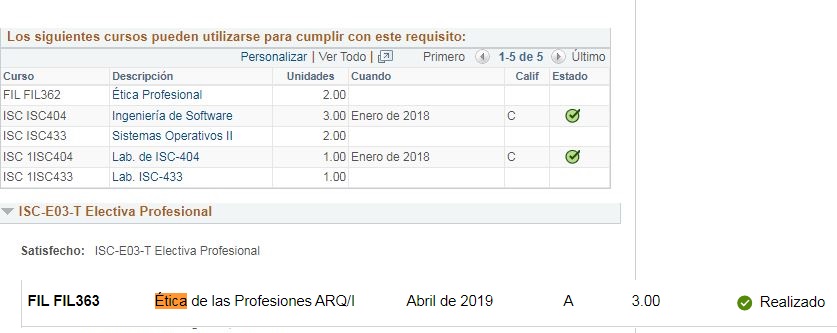 Los siguientes cursos pueden utilizarse para cumplir con este requisito:
Personalizar | Ver Todo | Primero 1-5 de 5 Último
Curso Descripción Unidades Cuando Calif Estado
FIL FIL362 Ética Profesional 2.00
ISC ISC404 Ingeniería de Software 3.00 Enero de 2018 C
ISC ISC433 Sistemas Operativos II 2.00
ISC 1ISC404 Lab. de ISC-404 1.00 Enero de 2018 C
ISC 1ISC433 Lab. ISC-433 1.00
ISC-E03-T Electiva Profesional
Satisfecho: ISC-E03-T Electiva Profesional
FIL FIL363 Ética de las Profesiones ARQ/I Abril de 2019 A 3.00 Realizado